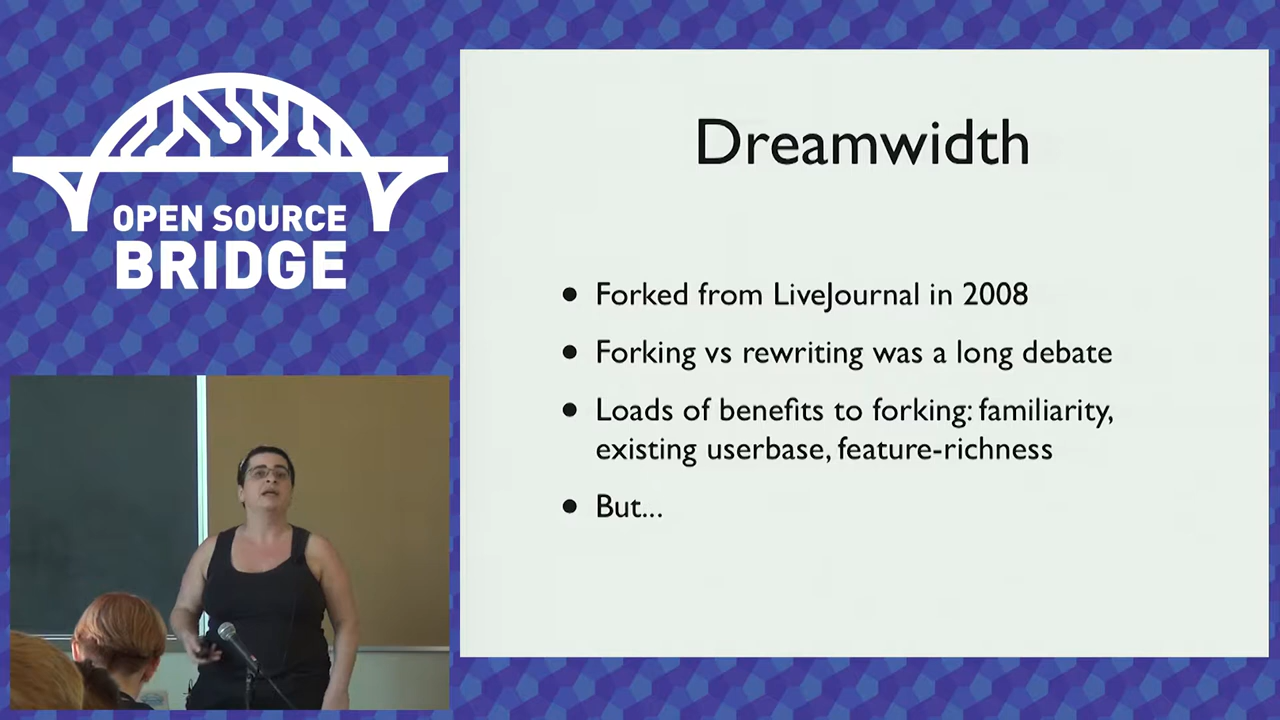 OPEN SOURCE
BRIDGE
Dreamwidth
• Forked from LiveJournal in 2008
• Forking vs rewriting was a long debate
• Loads of benefits to forking: familiarity,
existing userbase, feature-richness
• But...